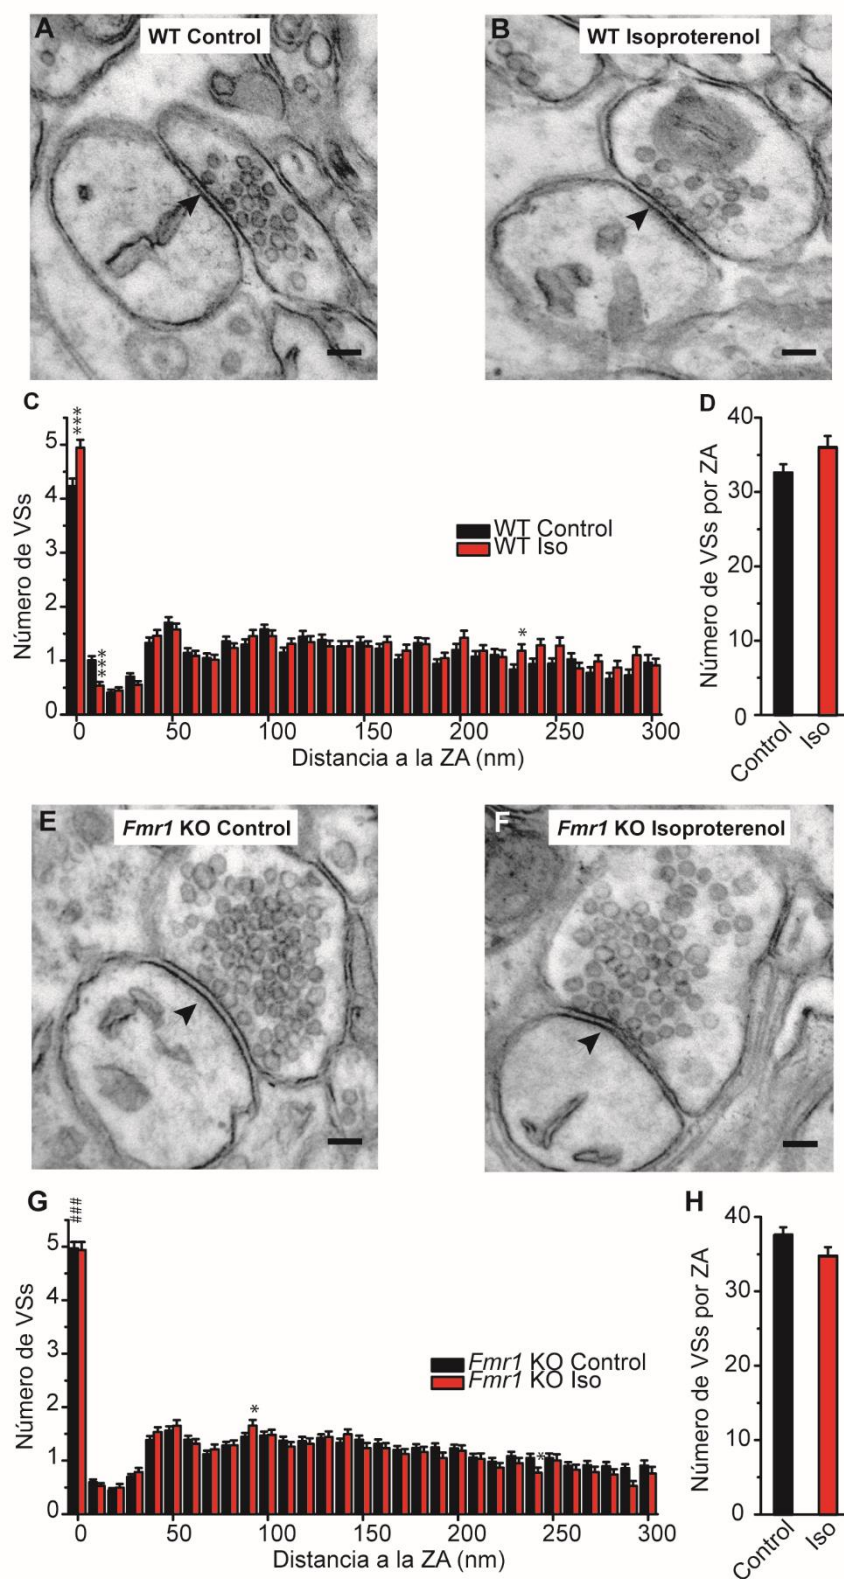 A
WT Control
B
WT Isoproterenol
C
Número de VSs
5
4
3
2
1
0
***
***
*
WT Control
WT Iso
0
50
100
150
200
250
300
Distancia a la ZA (nm)
D
Número de VSs por ZA
40
30
20
10
0
Control
Iso
E
Fmr1 KO Control
F
Fmr1 KO Isoproterenol
G
Número de VSs
5
4
3
2
1
0
###
*
*
Fmr1 KO Control
Fmr1 KO Iso
0
50
100
150
200
250
300
Distancia a la ZA (nm)
H
Número de VSs por ZA
40
30
20
10
0
Control
Iso